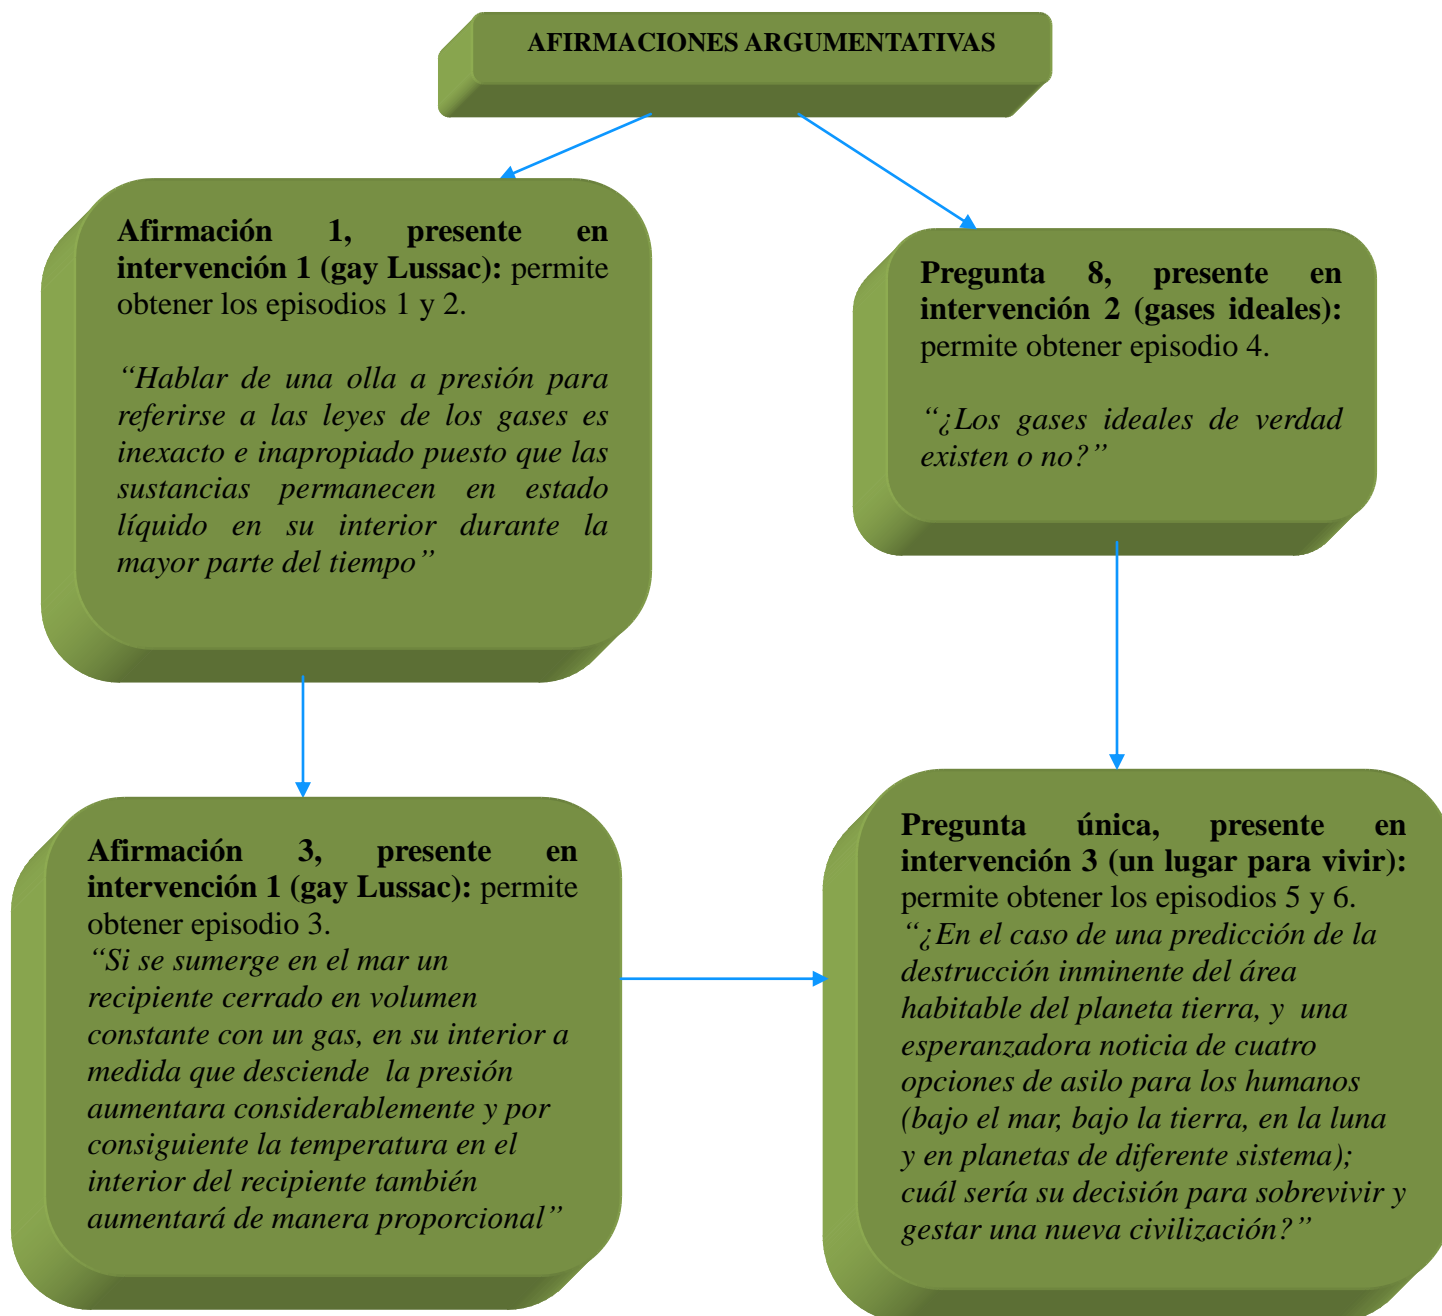 AFIRMACIONES ARGUMENTATIVAS
Afirmación 1, presente en
intervención 1 (gay Lussac): permite
obtener los episodios 1 y 2.
“Hablar de una olla a presión para
referirse a las leyes de los gases es
inexacto e inapropiado puesto que las
sustancias permanecen en estado
líquido en su interior durante la
mayor parte del tiempo”
Pregunta 8, presente en
intervención 2 (gases ideales):
permite obtener episodio 4.
“¿Los gases ideales de verdad
existen o no?”
Afirmación 3, presente en
intervención 1 (gay Lussac): permite
obtener episodio 3.
“Si se sumerge en el mar un
recipiente cerrado en volumen
constante con un gas, en su interior a
medida que desciende la presión
aumentara considerablemente y por
consiguiente la temperatura en el
interior del recipiente también
aumentará de manera proporcional”
Pregunta única, presente en
intervención 3 (un lugar para vivir):
permite obtener los episodios 5 y 6.
“¿En el caso de una predicción de la
destrucción inminente del área
habitable del planeta tierra, y una
esperanzadora noticia de cuatro
opciones de asilo para los humanos
(bajo el mar, bajo la tierra, en la luna
y en planetas de diferente sistema);
cuál sería su decisión para sobrevivir y
gestar una nueva civilización?”